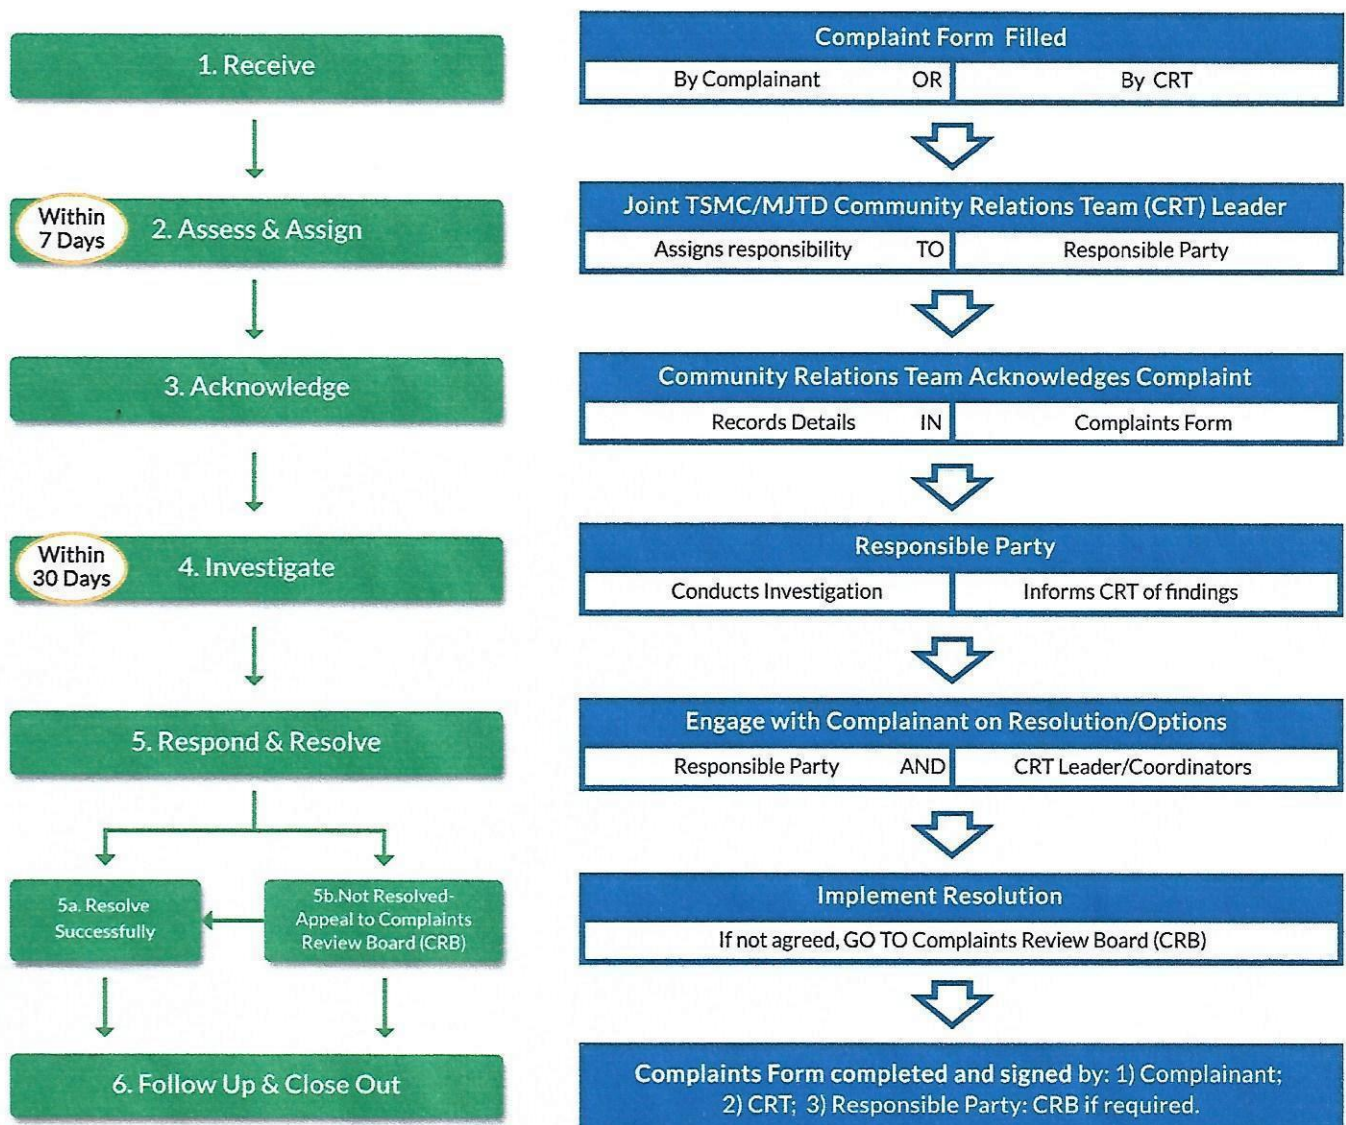 1. Receive
Complaint Form Filled
By Complainant OR By CRT
Within
7 Days
2. Assess & Assign
Joint TSMC/MJTD Community Relations Team (CRT) Leader
Assigns responsibility TO Responsible Party
3. Acknowledge
Community Relations Team Acknowledges Complaint
Records Details IN Complaints Form
Within
30 Days
4. Investigate
Responsible Party
Conducts Investigation Informs CRT of findings
5. Respond & Resolve
Engage with Complainant on Resolution/Options
Responsible Party AND CRT Leader/Coordinators
5a. Resolve
Successfully
5b.Not Resolved-
Appeal to Complaints
Review Board (CRB)
Implement Resolution
If not agreed, GO TO Complaints Review Board (CRB)
6. Follow Up & Close Out
Complaints Form completed and signed by: 1) Complainant;
2) CRT; 3) Responsible Party: CRB if required.